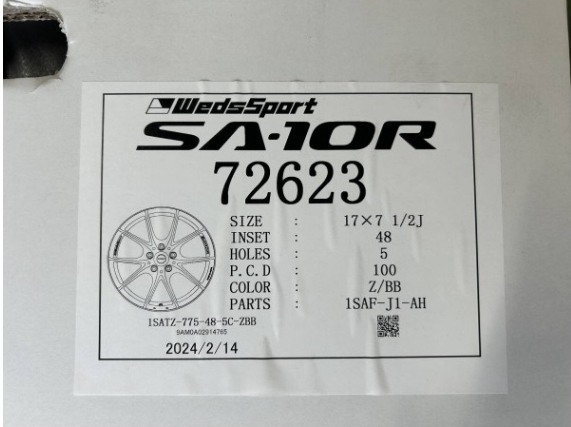 WedsSport
SA-10R
72623
SIZE : 17×7 1/2J
INSET : 48
HOLES : 5
P.C.D : 100
COLOR : Z/BB
PARTS : 1SAF-J1-AH
1SATZ-775-48-5C-ZBB
9AM0A02914765
2024/2/14